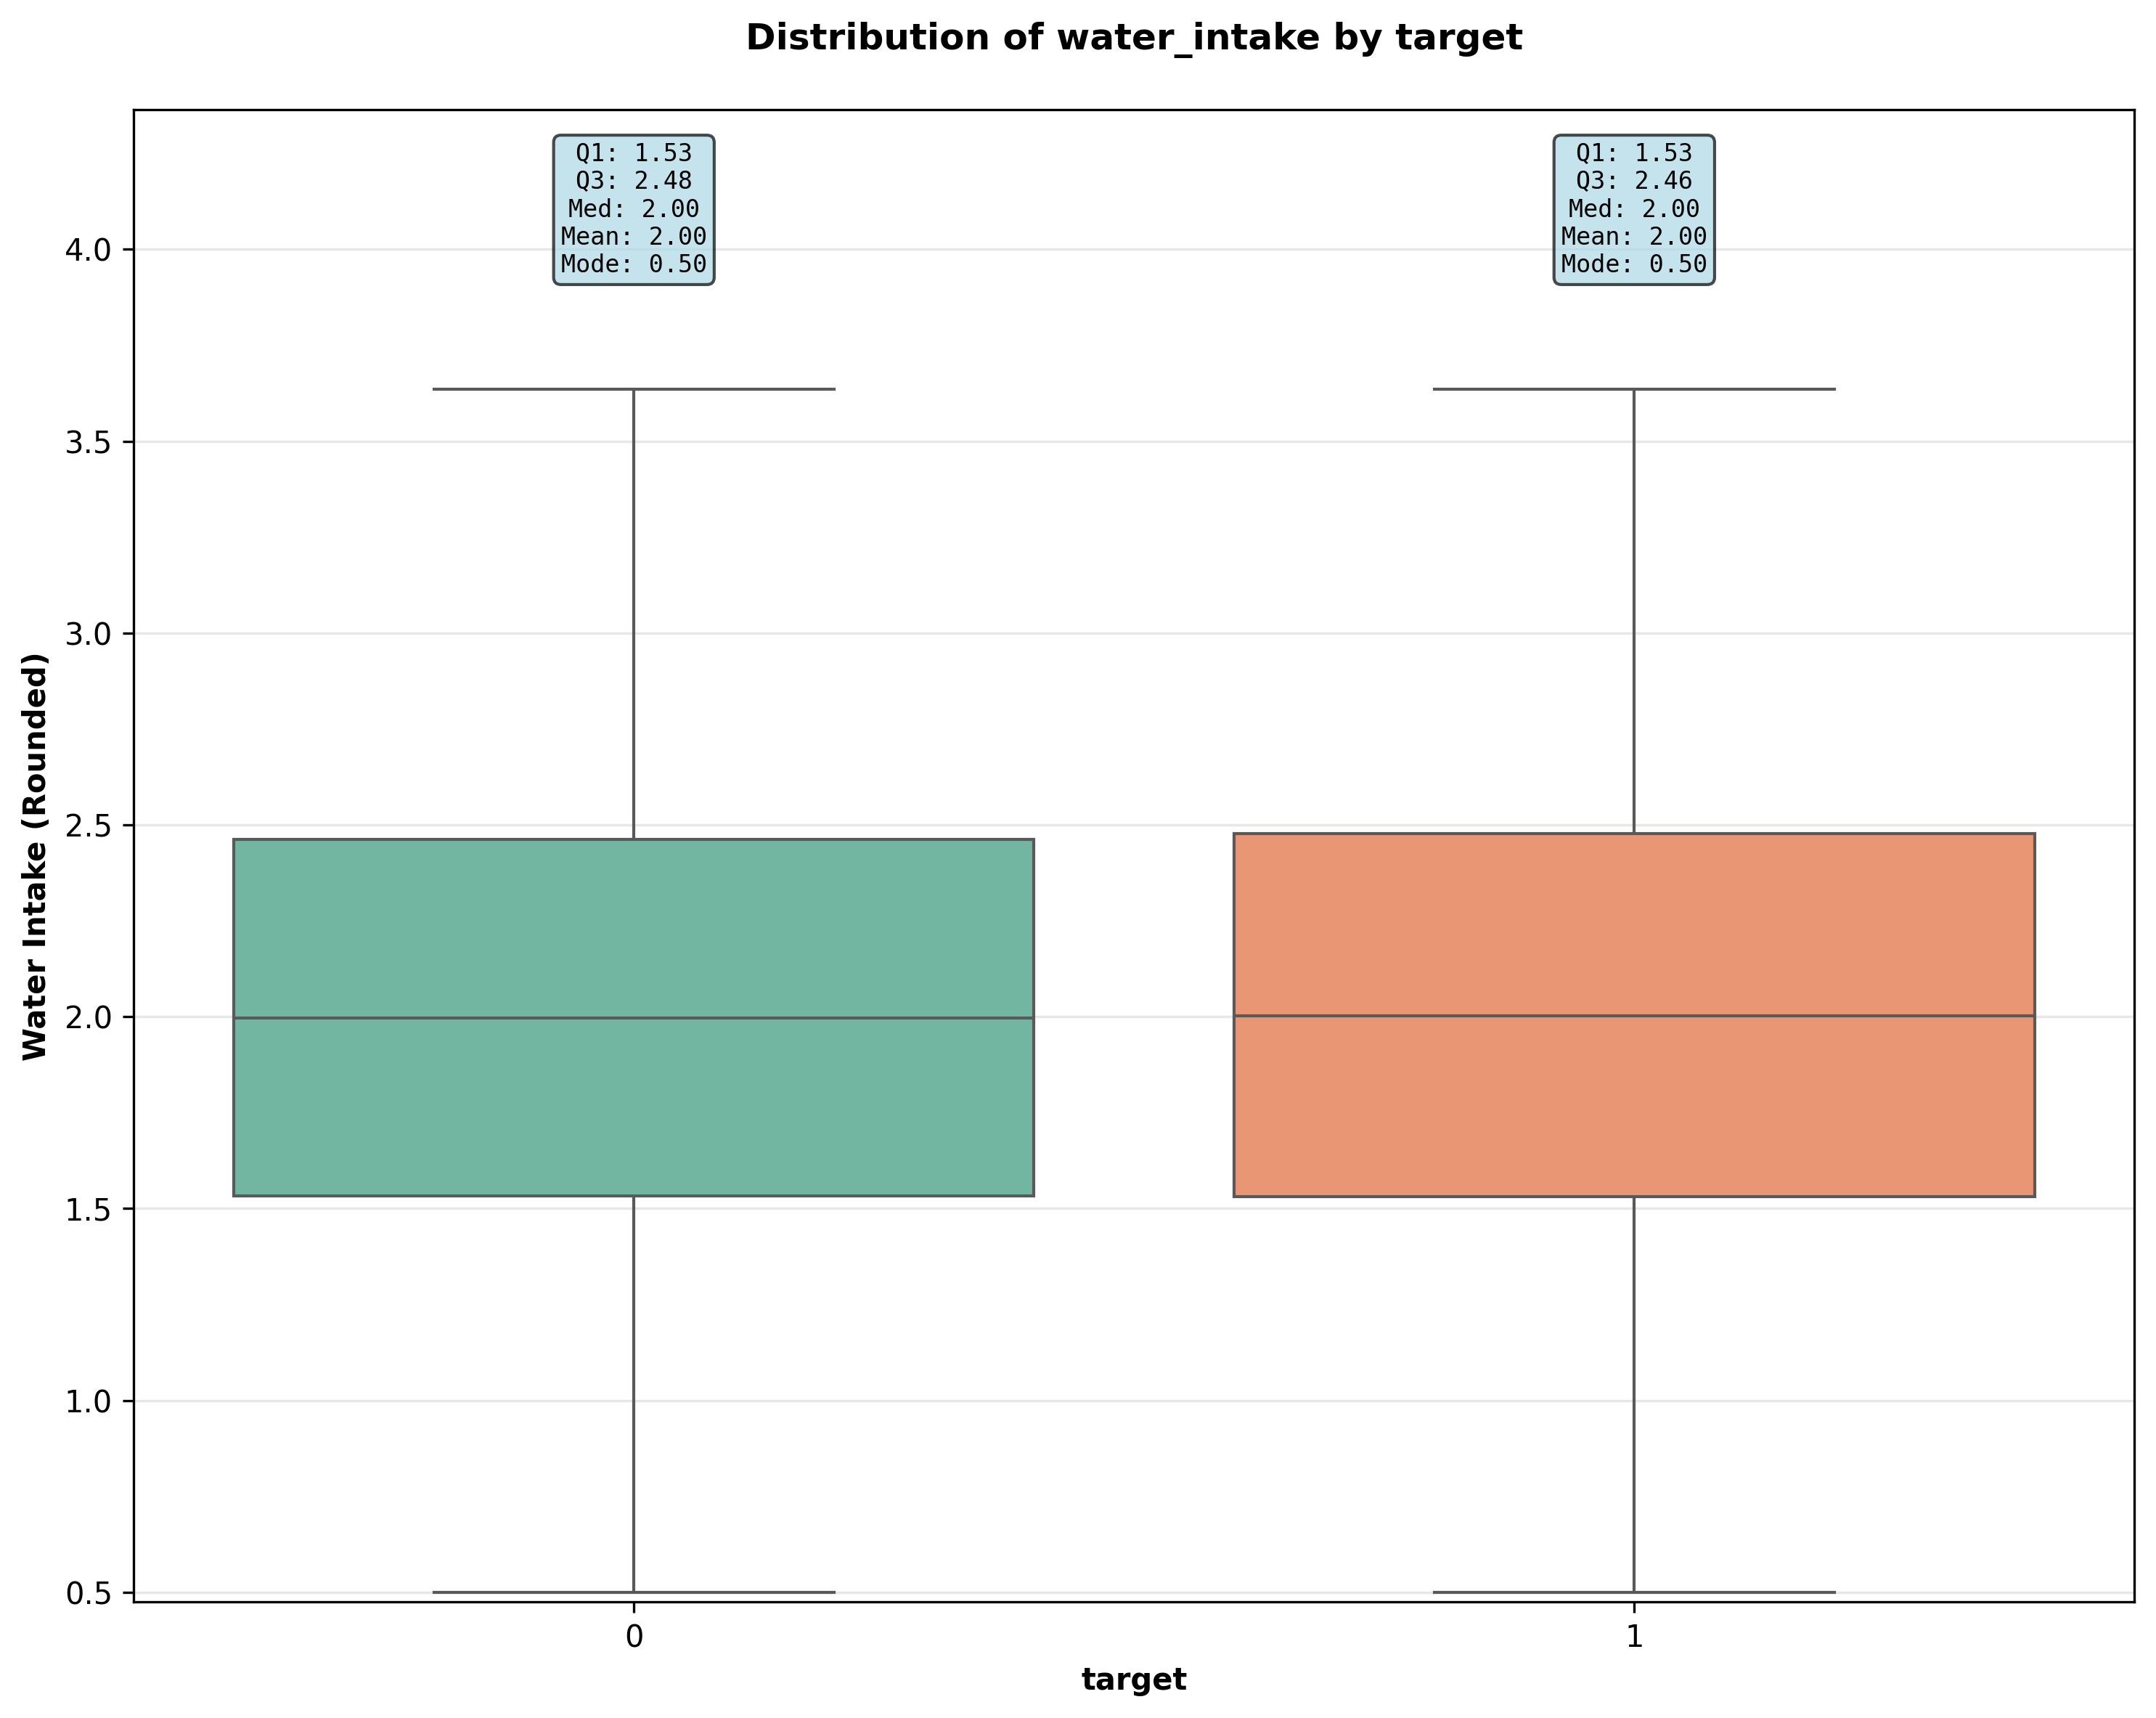 Distribution of water_intake by target
Q1: 1.53
Q3: 2.48
Med: 2.00
Mean: 2.00
Mode: 0.50
Q1: 1.53
Q3: 2.46
Med: 2.00
Mean: 2.00
Mode: 0.50
Water Intake (Rounded)
4.0
3.5
3.0
2.5
2.0
1.5
1.0
0.5
0
1
target